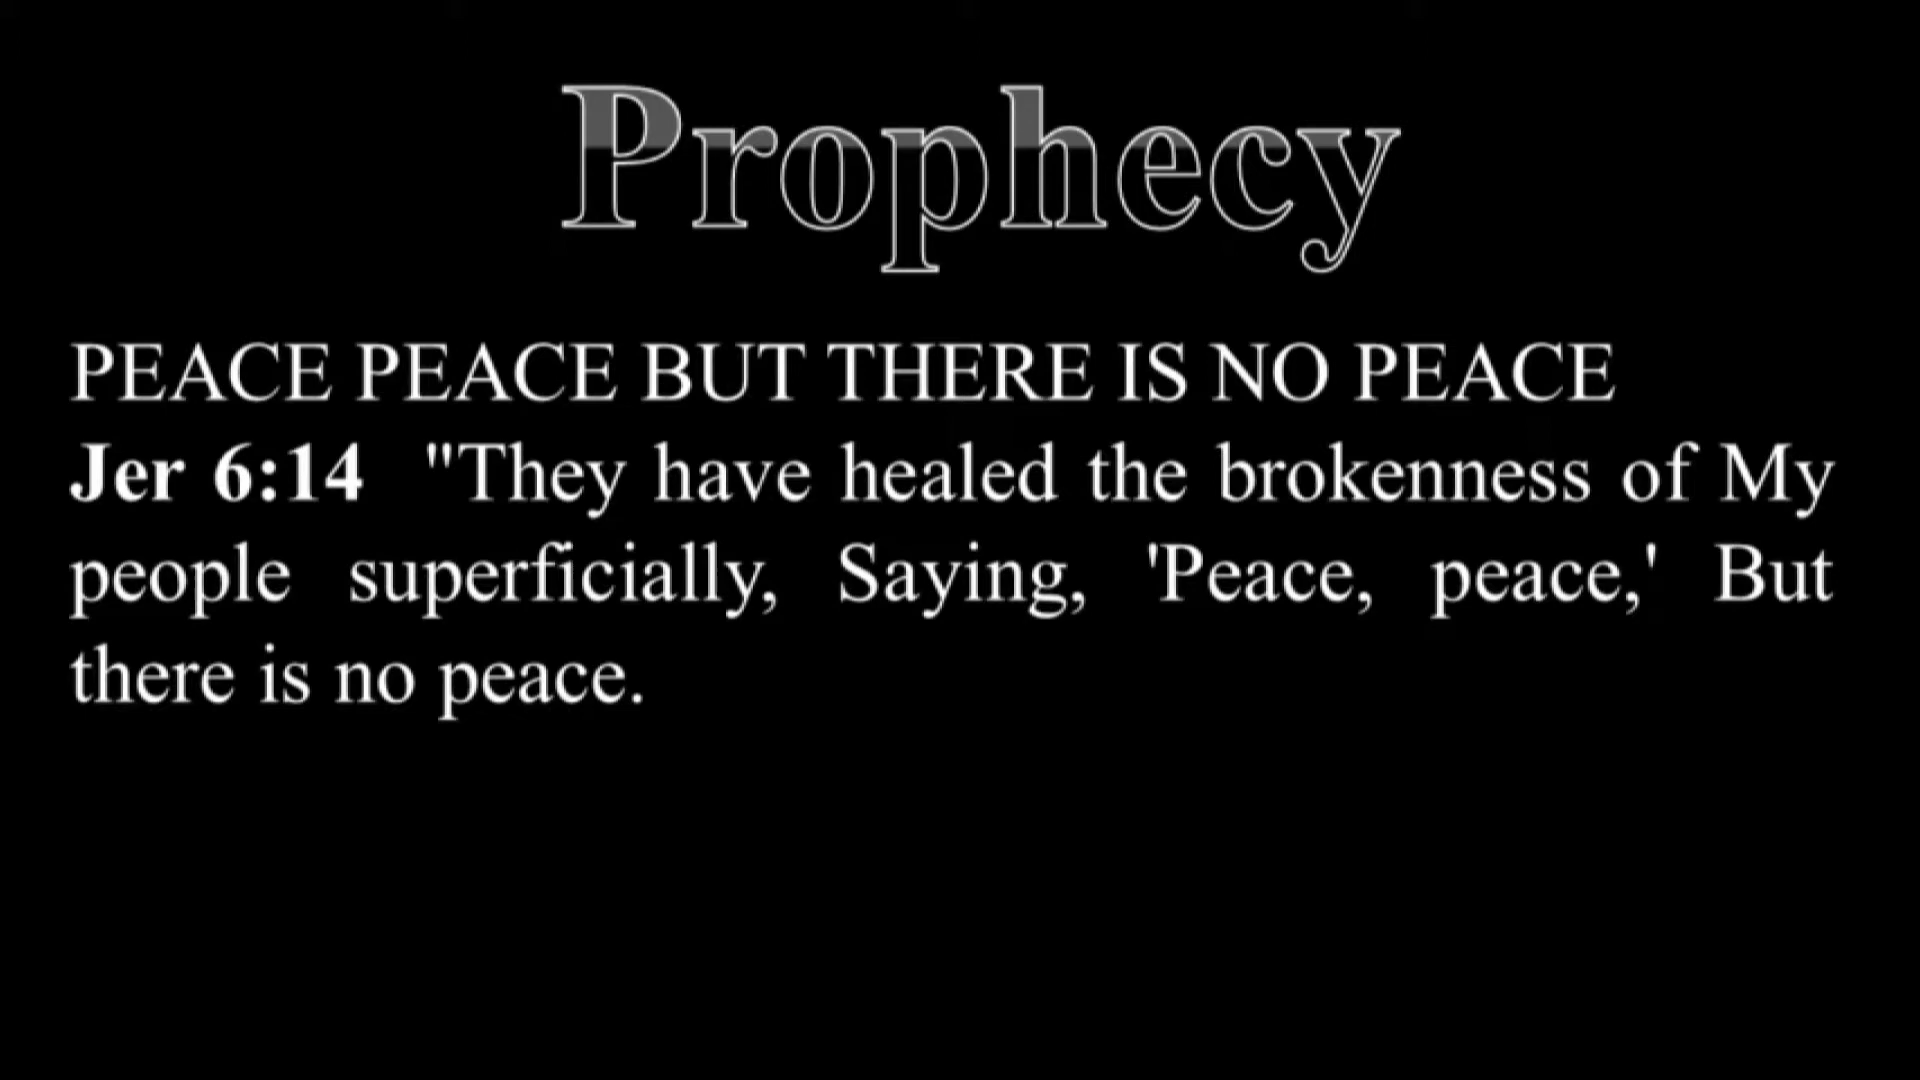 Prophecy
PEACE PEACE BUT THERE IS NO PEACE
Jer 6:14  "They have healed the brokenness of My
people superficially, Saying, 'Peace, peace,' But
there is no peace.